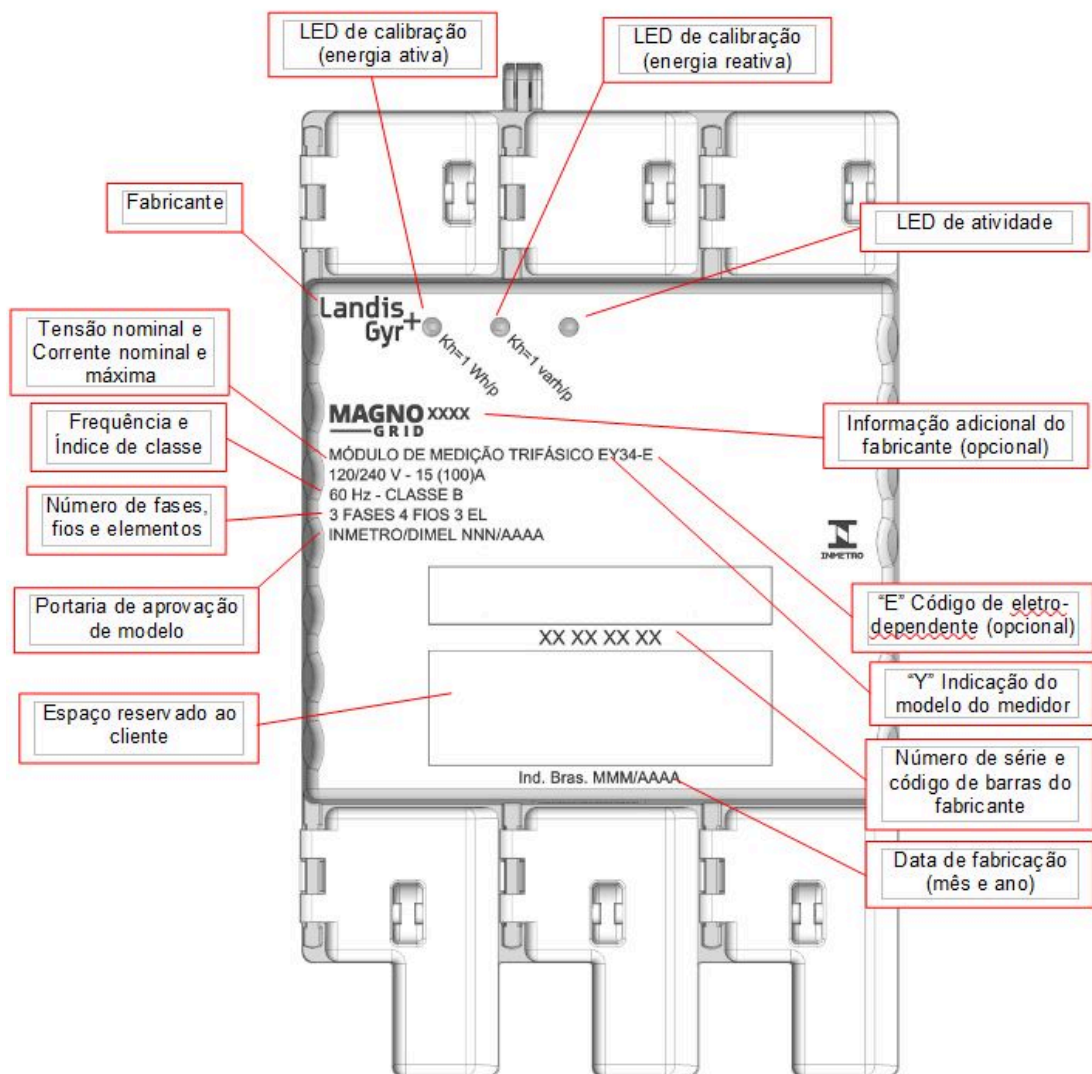 LED de calibração
(energia ativa)
LED de calibração
(energia reativa)
Fabricante
LED de atividade
Landis
Gyr+
Kh=1 Wh/p
Kh=1 varh/p
Tensão nominal e
Corrente nominal e
máxima
MAGNO XXXX
GRID
Informação adicional do
fabricante (opcional)
Frequência e
Índice de classe
MÓDULO DE MEDIÇÃO TRIFÁSICO EY34-E
120/240 V - 15 (100)A
60 Hz - CLASSE B
3 FASES 4 FIOS 3 EL
INMETRO/DIMEL NNN/AAAA
Número de fases,
fios e elementos
INMETRO
Portaria de aprovação
de modelo
"E" Código de eletro-
dependente (opcional)
XX XX XX XX
"Y" Indicação do
modelo do medidor
Espaço reservado ao
cliente
Número de série e
código de barras do
fabricante
Ind. Bras. MMM/AAAA
Data de fabricação
(mês e ano)